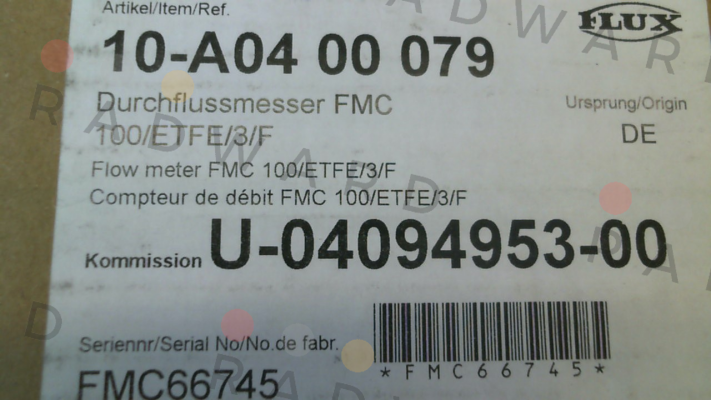 Artikel/Item/Ref.
FLUX
10-A04 00 079
Durchflussmesser FMC
100/ETFE/3/F
Ursprung/Origin
DE
Flow meter FMC 100/ETFE/3/F
Compteur de débit FMC 100/ETFE/3/F
Kommission U-04094953-00
Seriennr/Serial No/No.de fabr.
FMC66745
*FMC66745*
RADWARD
RADWARD